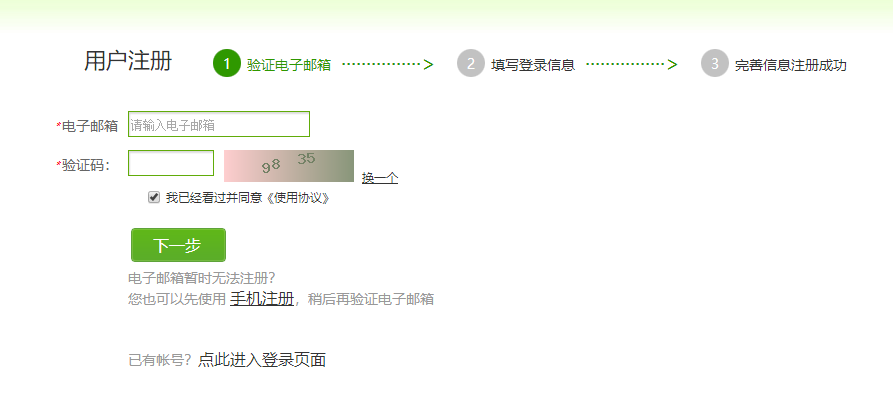 用户注册 1 验证电子邮箱 ················> 2 填写登录信息 ················> 3 完善信息注册成功
*电子邮箱 请输入电子邮箱
*验证码： 98 35 换一个
我已经看过并同意《使用协议》
下一步
电子邮箱暂时无法注册？
您也可以先使用 手机注册，稍后再验证电子邮箱
已有帐号？点此进入登录页面